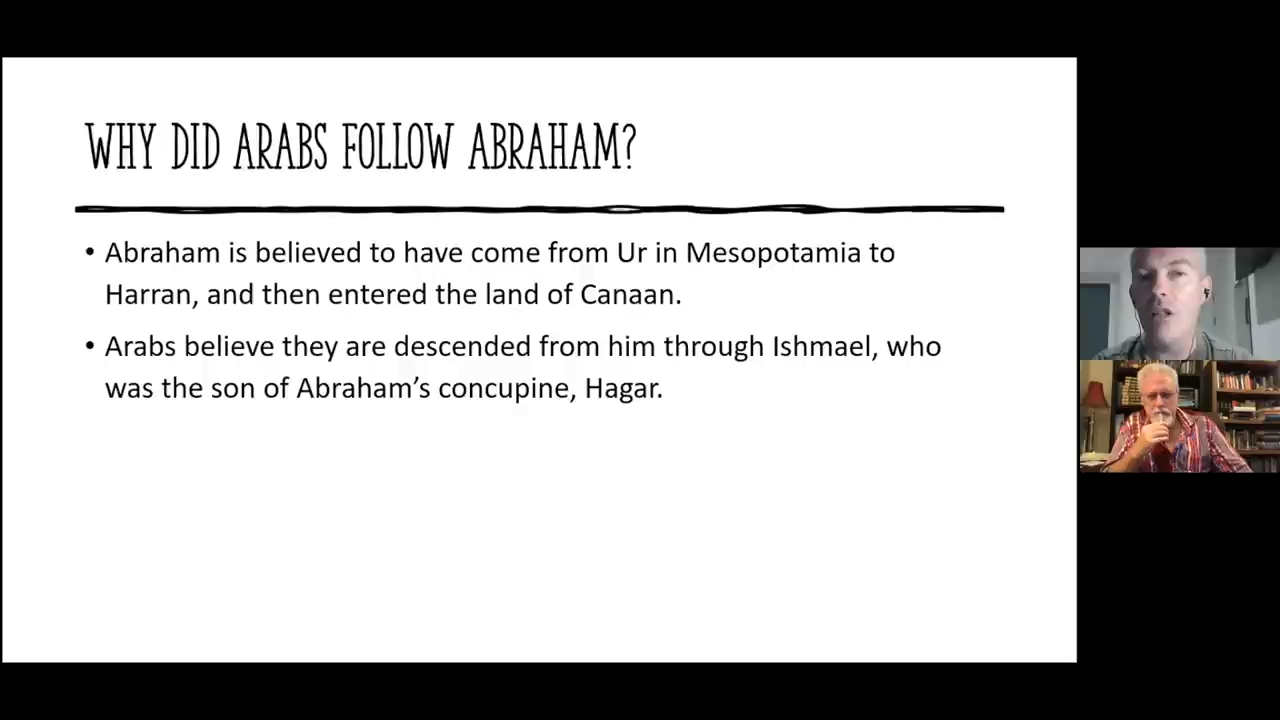 WHY DID ARABS FOLLOW ABRAHAM?
• Abraham is believed to have come from Ur in Mesopotamia to
Harran, and then entered the land of Canaan.
• Arabs believe they are descended from him through Ishmael, who
was the son of Abraham’s concupine, Hagar.